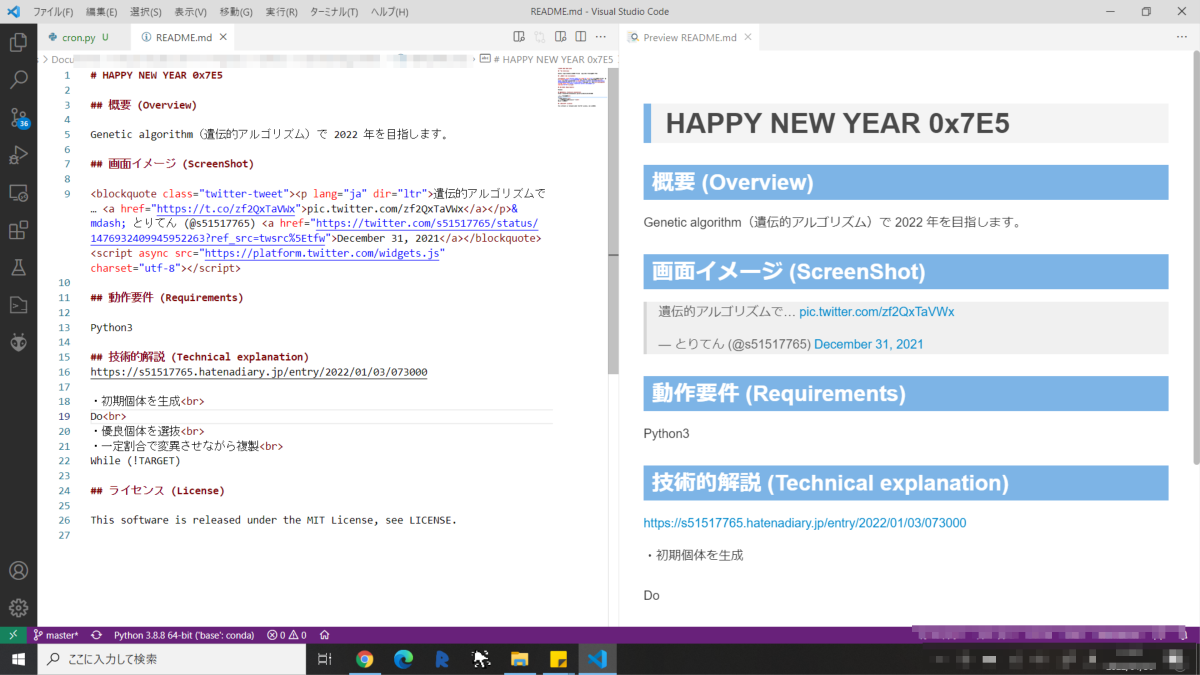 ファイル(F) 編集(E) 選択(S) 表示(V) 移動(G) 実行(R) ターミナル(T) ヘルプ(H) README.md - Visual Studio Code
cron.py U README.md
Docu
# HAPPY NEW YEAR 0x7E5
1 # HAPPY NEW YEAR 0x7E5
2
3 ## 概要 (Overview)
4
5 Genetic algorithm（遺伝的アルゴリズム）で 2022 年を目指します。
6
7 ## 画面イメージ (ScreenShot)
8
9 <blockquote class="twitter-tweet"><p lang="ja" dir="ltr">遺伝的アルゴリズムで
… <a href="https://t.co/zf2QxTaVWx">pic.twitter.com/zf2QxTaVWx</a></p>&
mdash; とりてん (@s51517765) <a href="https://twitter.com/s51517765/status/
1476932409945952263?ref_src=twsrc%5Etfw">December 31, 2021</a></blockquote>
<script async src="https://platform.twitter.com/widgets.js"
charset="utf-8"></script>
10
11 ## 動作要件 (Requirements)
12
13 Python3
14
15 ## 技術的解説 (Technical explanation)
16 https://s51517765.hatenadiary.jp/entry/2022/01/03/073000
17
18 ・初期個体を生成<br>
19 Do<br>
20 ・優良個体を選抜<br>
21 ・一定割合で変異させながら複製<br>
22 While (!TARGET)
23
24 ## ライセンス (License)
25
26 This software is released under the MIT License, see LICENSE.
27
Preview README.md
HAPPY NEW YEAR 0x7E5
概要 (Overview)
Genetic algorithm（遺伝的アルゴリズム）で 2022 年を目指します。
画面イメージ (ScreenShot)
遺伝的アルゴリズムで… pic.twitter.com/zf2QxTaVWx
— とりてん (@s51517765) December 31, 2021
動作要件 (Requirements)
Python3
技術的解説 (Technical explanation)
https://s51517765.hatenadiary.jp/entry/2022/01/03/073000
・初期個体を生成
Do
36
master* Python 3.8.8 64-bit ('base': conda) 0 0
ここに入力して検索